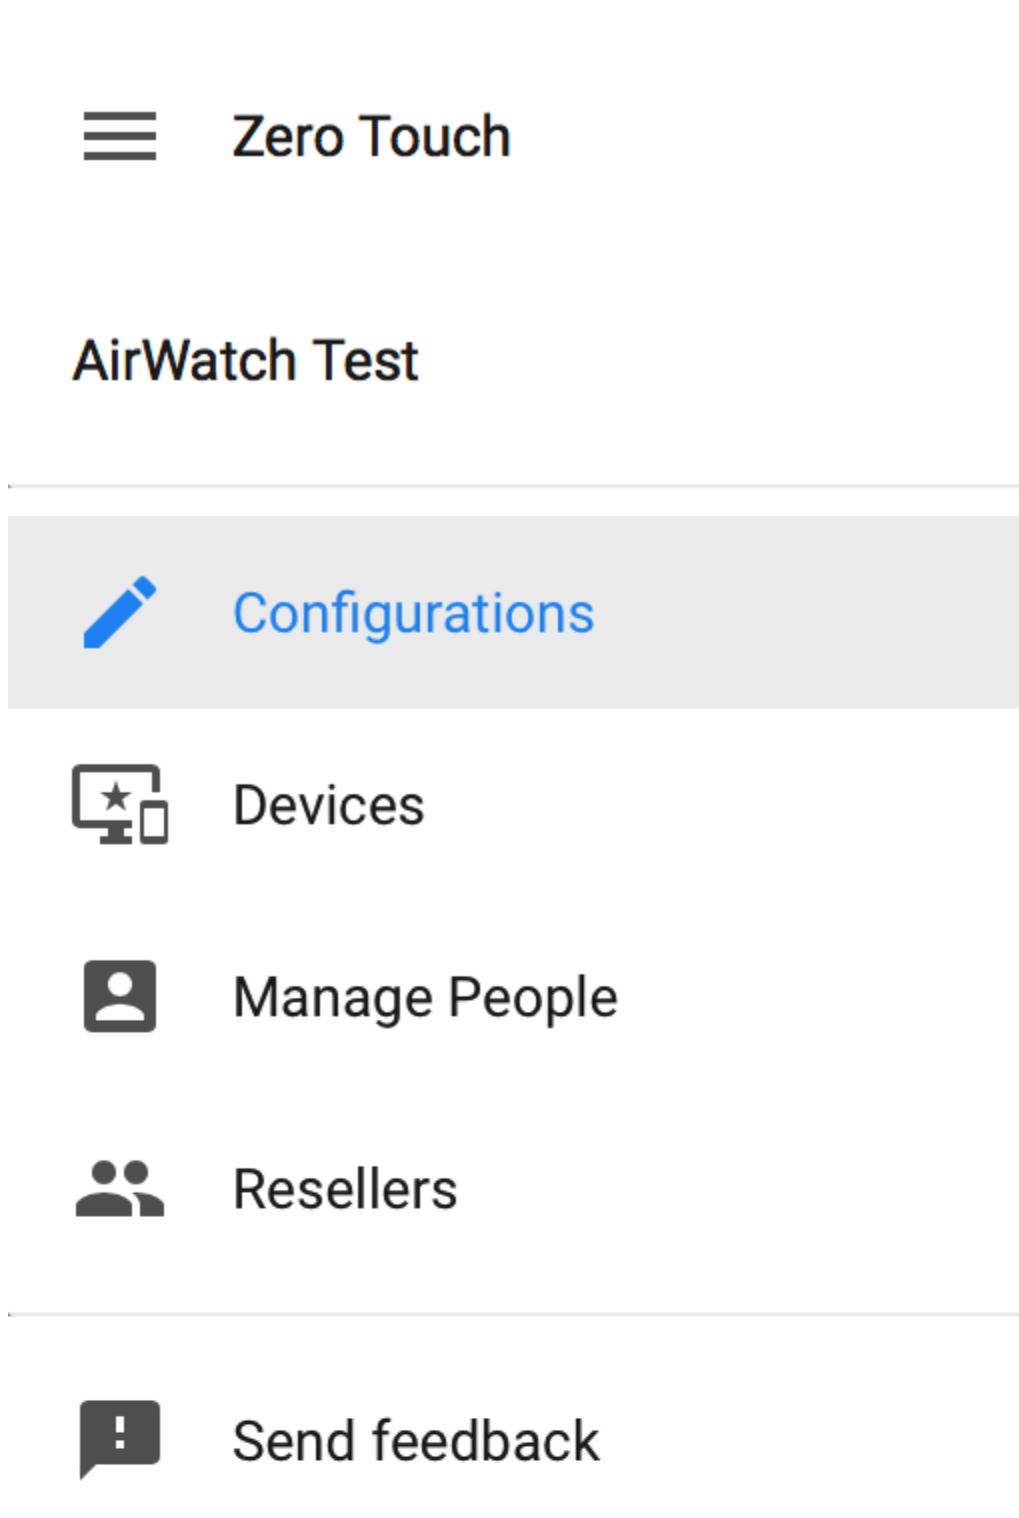 Zero Touch
AirWatch Test
Configurations
Devices
Manage People
Resellers
Send feedback